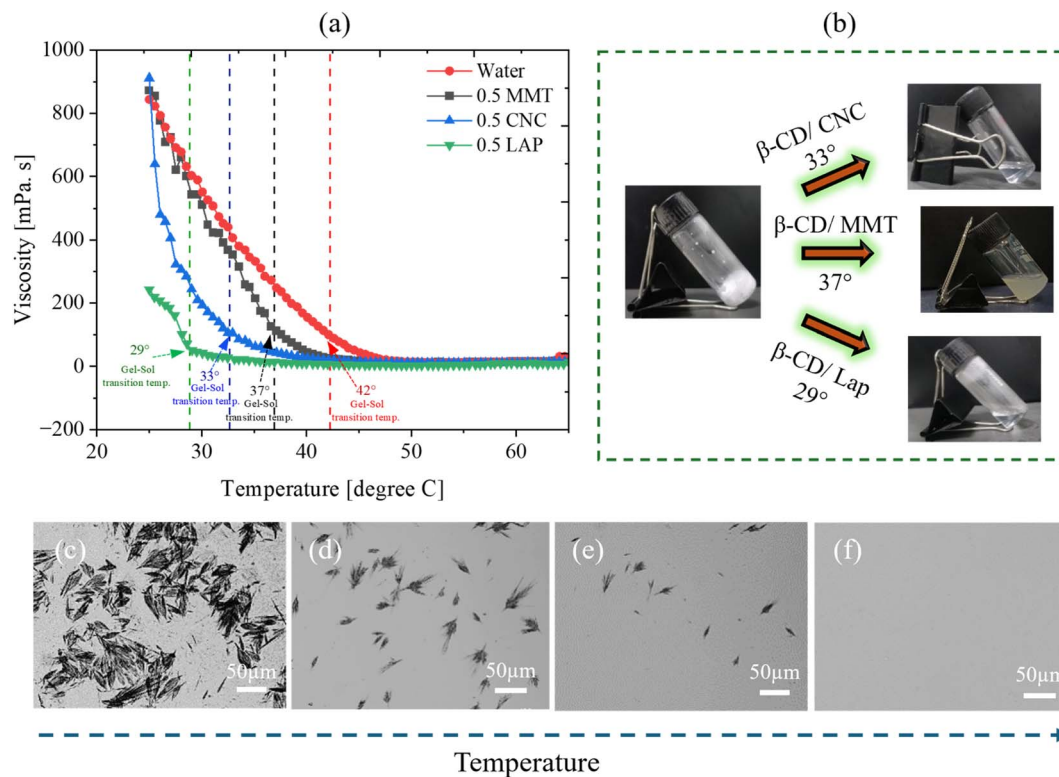 (a)
1000
800
600
400
200
0
−200
Viscosity [mPa. s]
Water
0.5 MMT
0.5 CNC
0.5 LAP
29°
Gel-Sol
transition temp.
33°
Gel-Sol
transition temp.
37°
Gel-Sol
transition temp.
42°
Gel-Sol
transition temp.
20
30
40
50
60
Temperature [degree C]
(b)
β-CD/ CNC
33°
β-CD/ MMT
37°
β-CD/ Lap
29°
(c)
50µm
(d)
50µm
(e)
50µm
(f)
50µm
Temperature